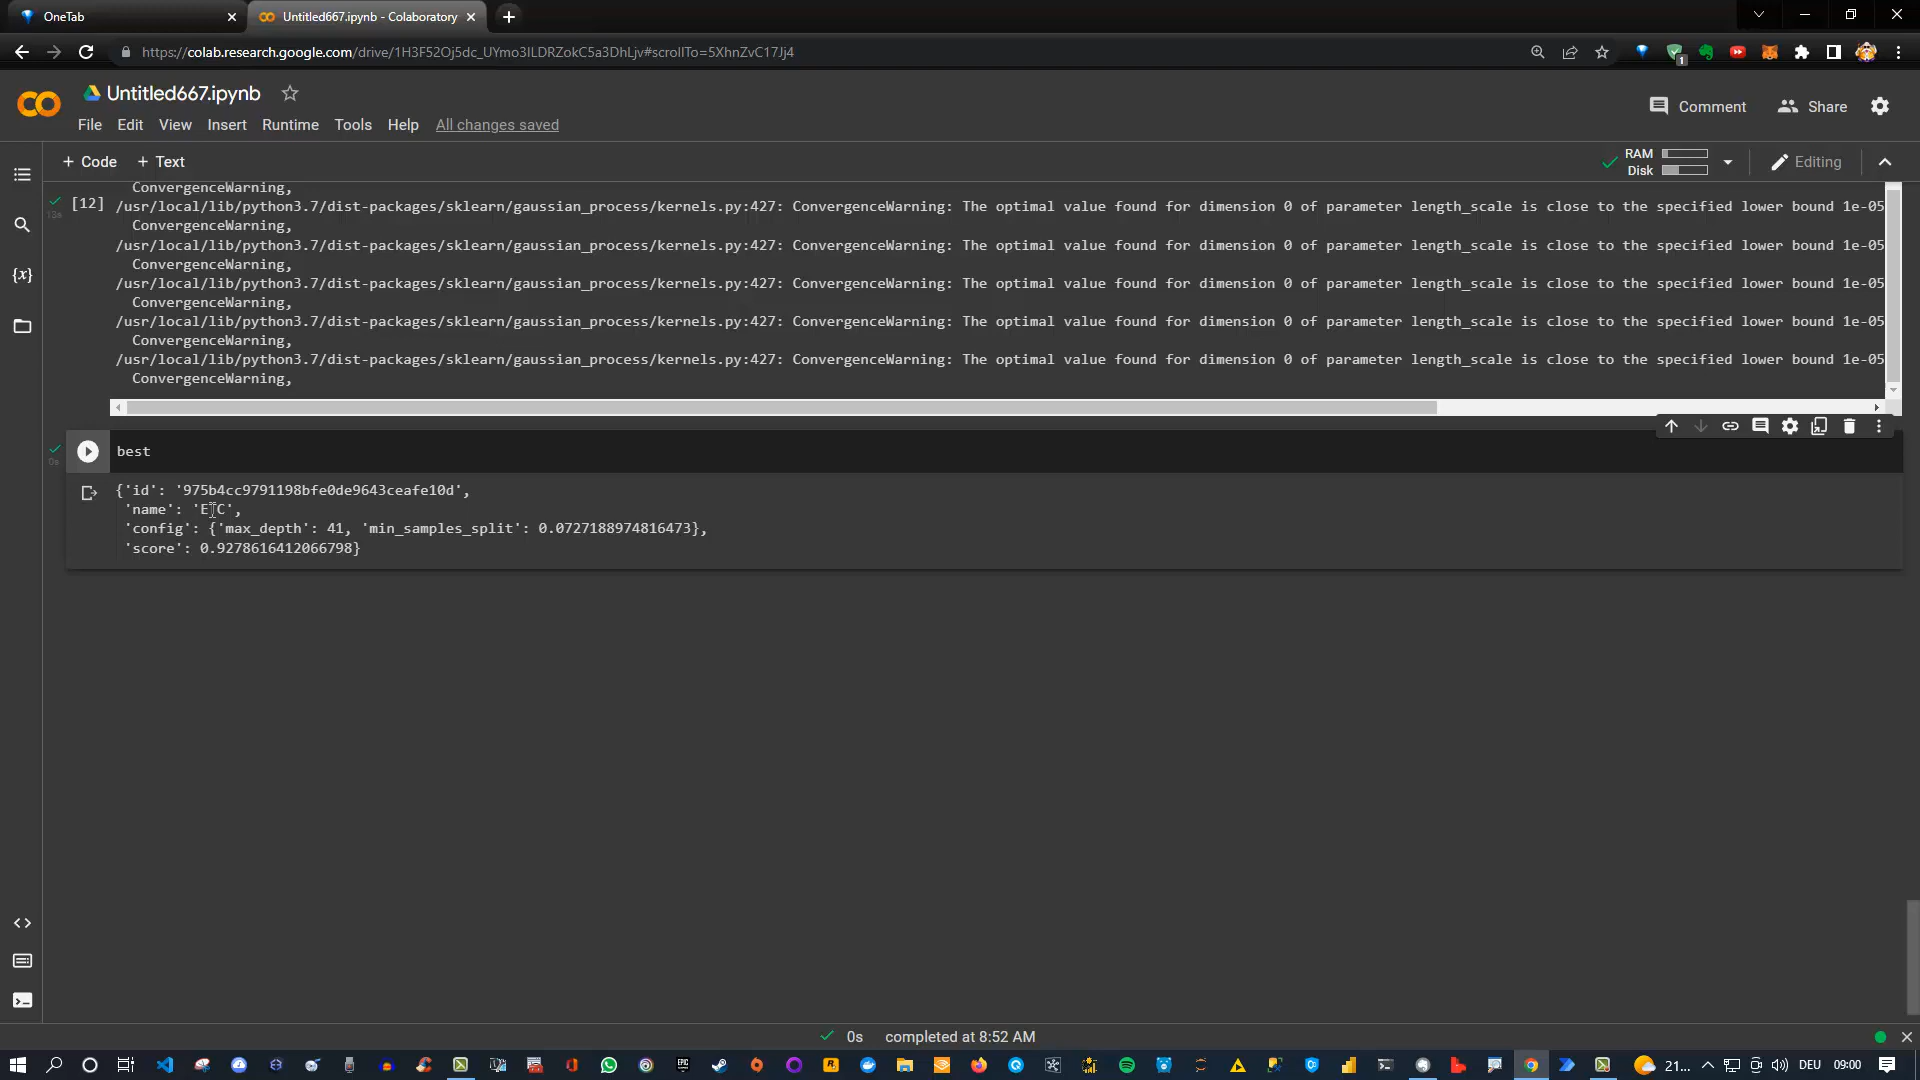 OneTab
Untitled667.ipynb - Colaboratory
https://colab.research.google.com/drive/1H3F52Oj5dc_UYmo3ILDRZokC5a3DhLjv#scrollTo=5XhnZvC17Jj4
1
Untitled667.ipynb
Comment
Share
File Edit View Insert Runtime Tools Help All changes saved
+ Code + Text
RAM
Disk
Editing
ConvergenceWarning,
[12] /usr/local/lib/python3.7/dist-packages/sklearn/gaussian_process/kernels.py:427: ConvergenceWarning: The optimal value found for dimension 0 of parameter length_scale is close to the specified lower bound 1e-05
ConvergenceWarning,
/usr/local/lib/python3.7/dist-packages/sklearn/gaussian_process/kernels.py:427: ConvergenceWarning: The optimal value found for dimension 0 of parameter length_scale is close to the specified lower bound 1e-05
ConvergenceWarning,
/usr/local/lib/python3.7/dist-packages/sklearn/gaussian_process/kernels.py:427: ConvergenceWarning: The optimal value found for dimension 0 of parameter length_scale is close to the specified lower bound 1e-05
ConvergenceWarning,
/usr/local/lib/python3.7/dist-packages/sklearn/gaussian_process/kernels.py:427: ConvergenceWarning: The optimal value found for dimension 0 of parameter length_scale is close to the specified lower bound 1e-05
ConvergenceWarning,
/usr/local/lib/python3.7/dist-packages/sklearn/gaussian_process/kernels.py:427: ConvergenceWarning: The optimal value found for dimension 0 of parameter length_scale is close to the specified lower bound 1e-05
ConvergenceWarning,
0s
best
{'id': '975b4cc9791198bfe0de9643ceafe10d',
'name': 'ETC',
'config': {'max_depth': 41, 'min_samples_split': 0.0727188974816473},
'score': 0.9278616412066798}
0s completed at 8:52 AM
21...
DEU
09:00